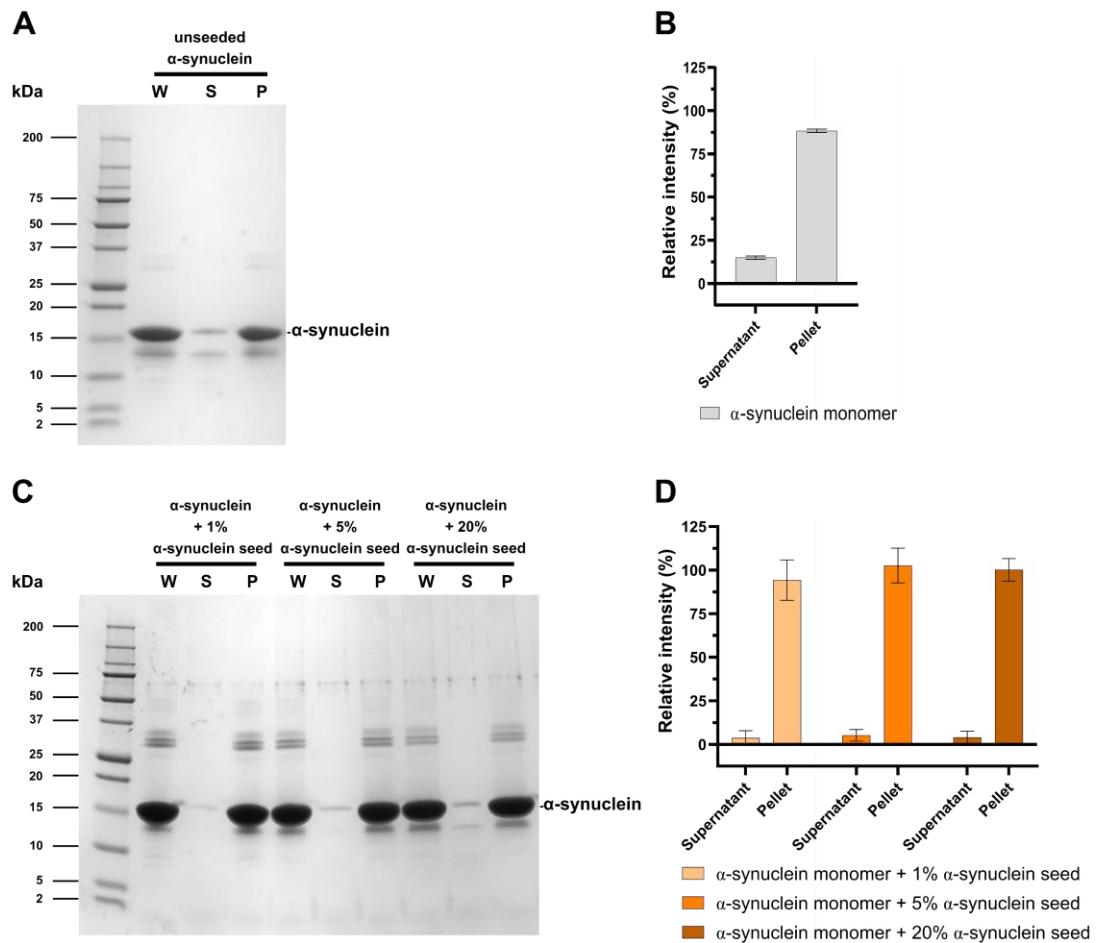 A
unseeded
α-synuclein
kDa
W S P
200
75
50
37
25
20
15
10
5
2
-α-synuclein
B
Relative intensity (%)
125
100
75
50
25
0
Supernatant
Pellet
α-synuclein monomer
C
α-synuclein
+ 1%
α-synuclein seed
α-synuclein
+ 5%
α-synuclein seed
α-synuclein
+ 20%
α-synuclein seed
kDa
W S P W S P W S P
200
75
50
37
25
20
15
10
5
2
-α-synuclein
D
Relative intensity (%)
125
100
75
50
25
0
Supernatant
Pellet
Supernatant
Pellet
Supernatant
Pellet
α-synuclein monomer + 1% α-synuclein seed
α-synuclein monomer + 5% α-synuclein seed
α-synuclein monomer + 20% α-synuclein seed